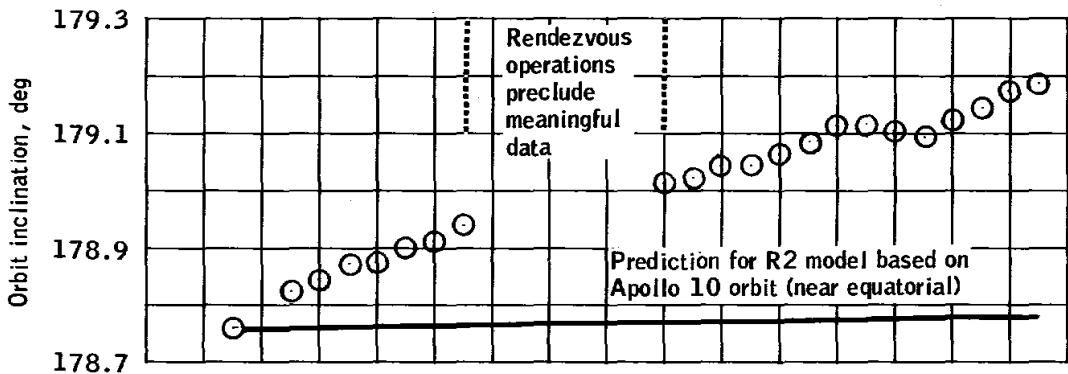 179.3
Rendezvous
operations
preclude
meaningful
data
179.1
Orbit inclination, deg
178.9
Prediction for R2 model based on
Apollo 10 orbit (near equatorial)
178.7